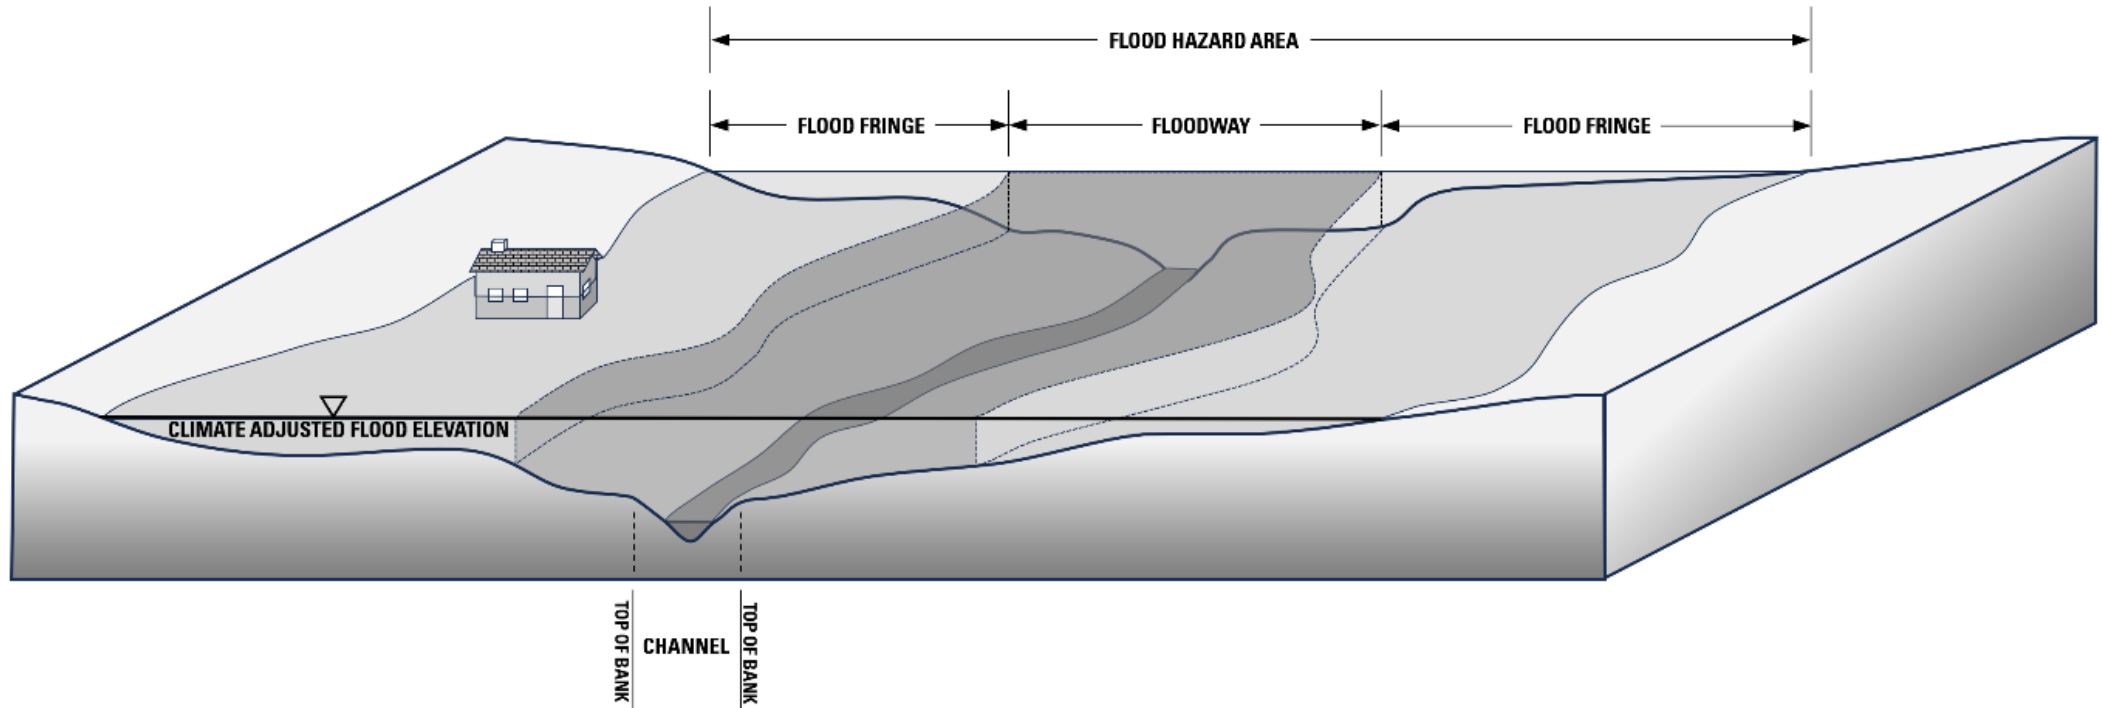 FLOOD HAZARD AREA
FLOOD FRINGE
FLOODWAY
FLOOD FRINGE
CLIMATE ADJUSTED FLOOD ELEVATION
TOP OF BANK
CHANNEL
TOP OF BANK